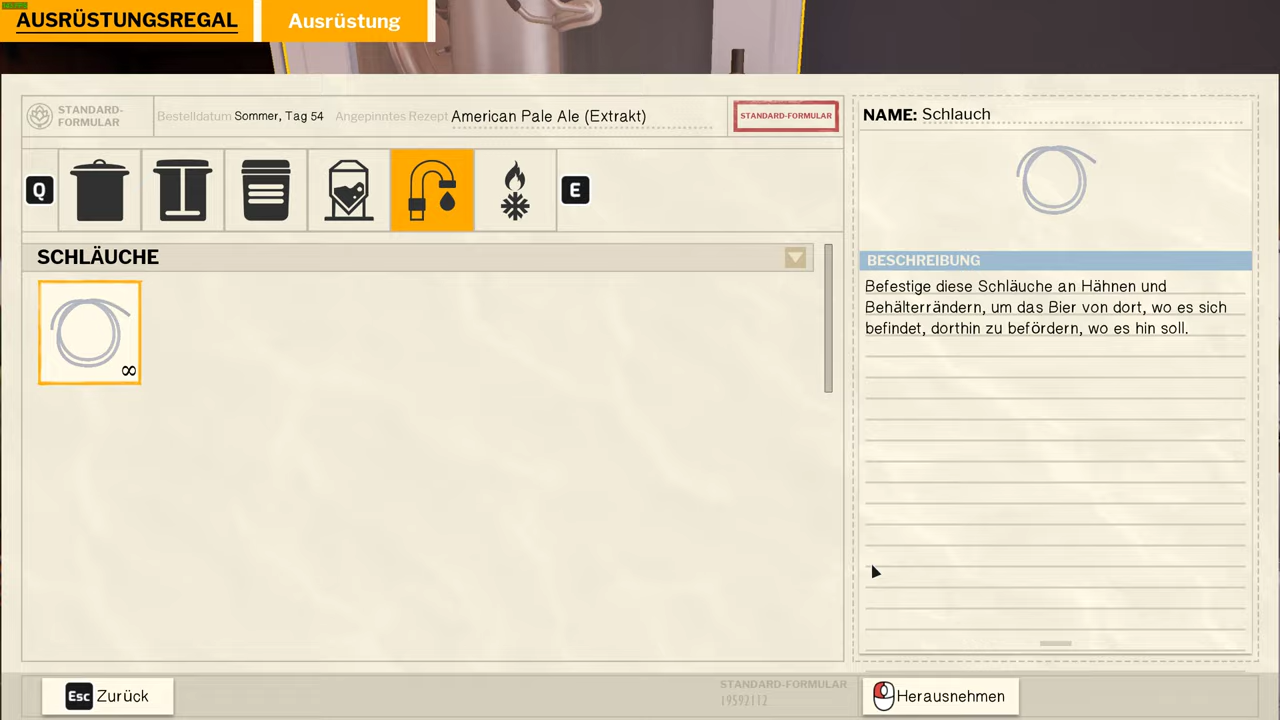 AUSRÜSTUNGSREGAL
Ausrüstung
STANDARD-
FORMULAR
Bestelldatum Sommer, Tag 54 Angepinntes Rezept American Pale Ale (Extrakt)
STANDARD-FORMULAR
Q
E
SCHLÄUCHE
∞
NAME: Schlauch
BESCHREIBUNG
Befestige diese Schläuche an Hähnen und
Behälterrändern, um das Bier von dort, wo es sich
befindet, dorthin zu befördern, wo es hin soll.
Esc Zurück
STANDARD-FORMULAR
19592112
Herausnehmen